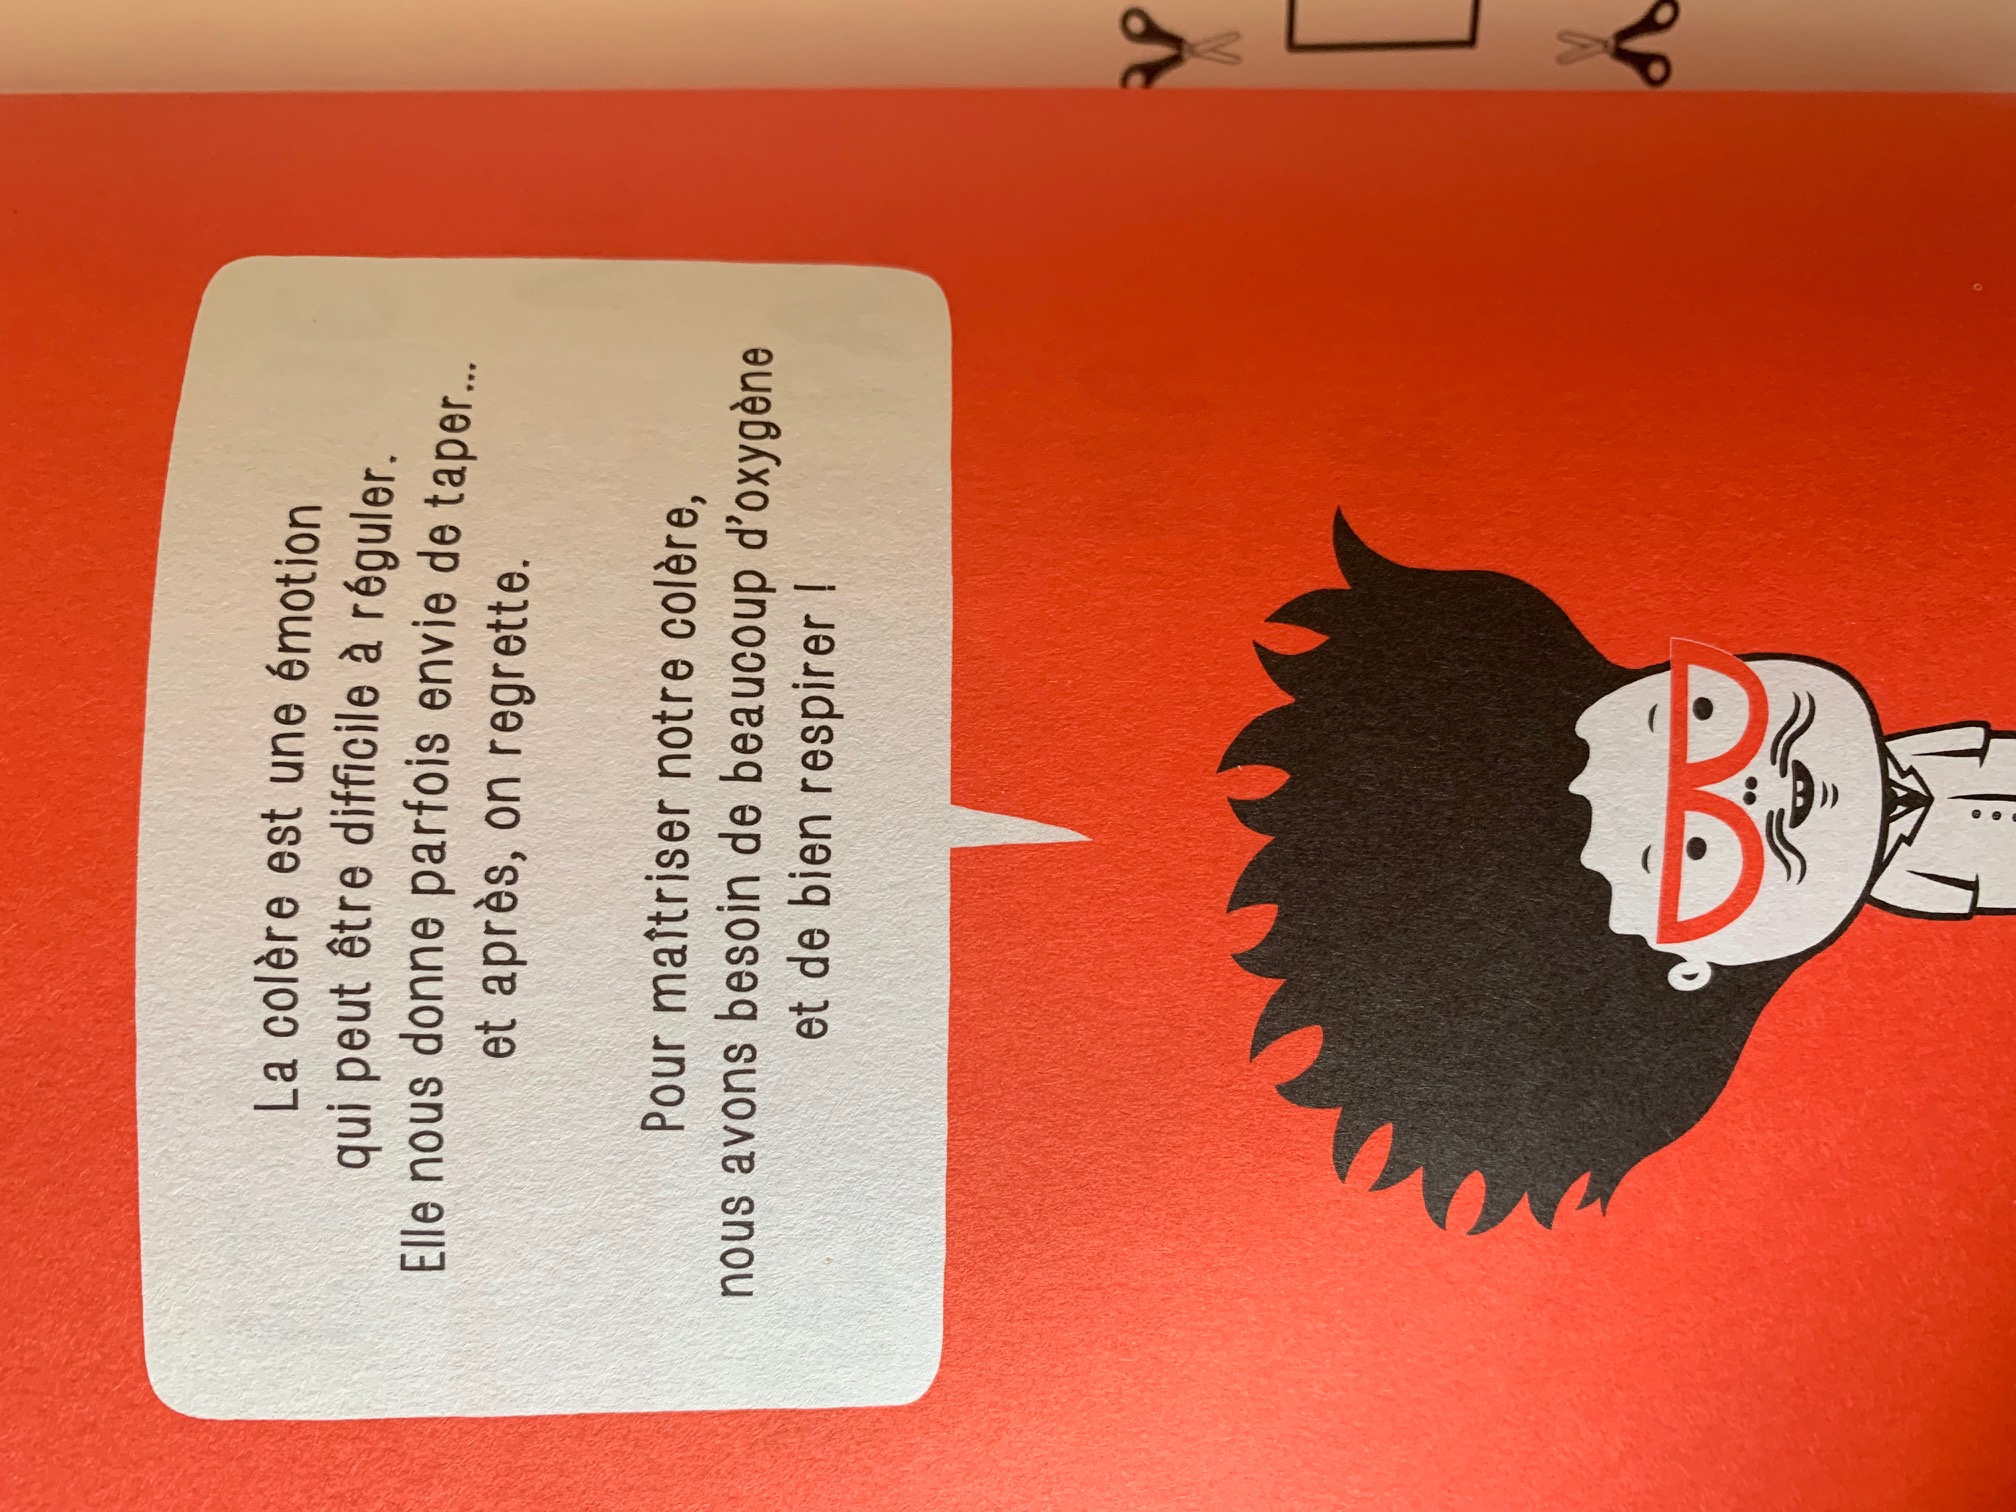 La colère est une émotion
qui peut être difficile à réguler.
Elle nous donne parfois envie de taper...
et après, on regrette.
Pour maîtriser notre colère,
nous avons besoin de beaucoup d'oxygène
et de bien respirer !